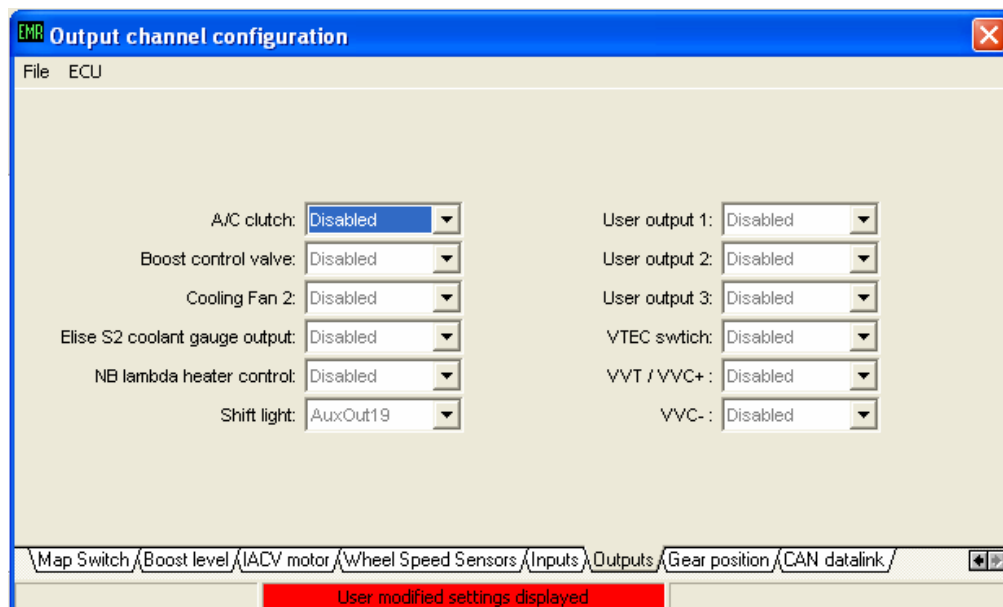 EMR Output channel configuration
File ECU
A/C clutch: Disabled
Boost control valve: Disabled
Cooling Fan 2: Disabled
Elise S2 coolant gauge output: Disabled
NB lambda heater control: Disabled
Shift light: AuxOut19
User output 1: Disabled
User output 2: Disabled
User output 3: Disabled
VTEC swtich: Disabled
VVT / VVC+ : Disabled
VVC- : Disabled
Map Switch Boost level IACV motor Wheel Speed Sensors Inputs Outputs Gear position CAN datalink
User modified settings displayed